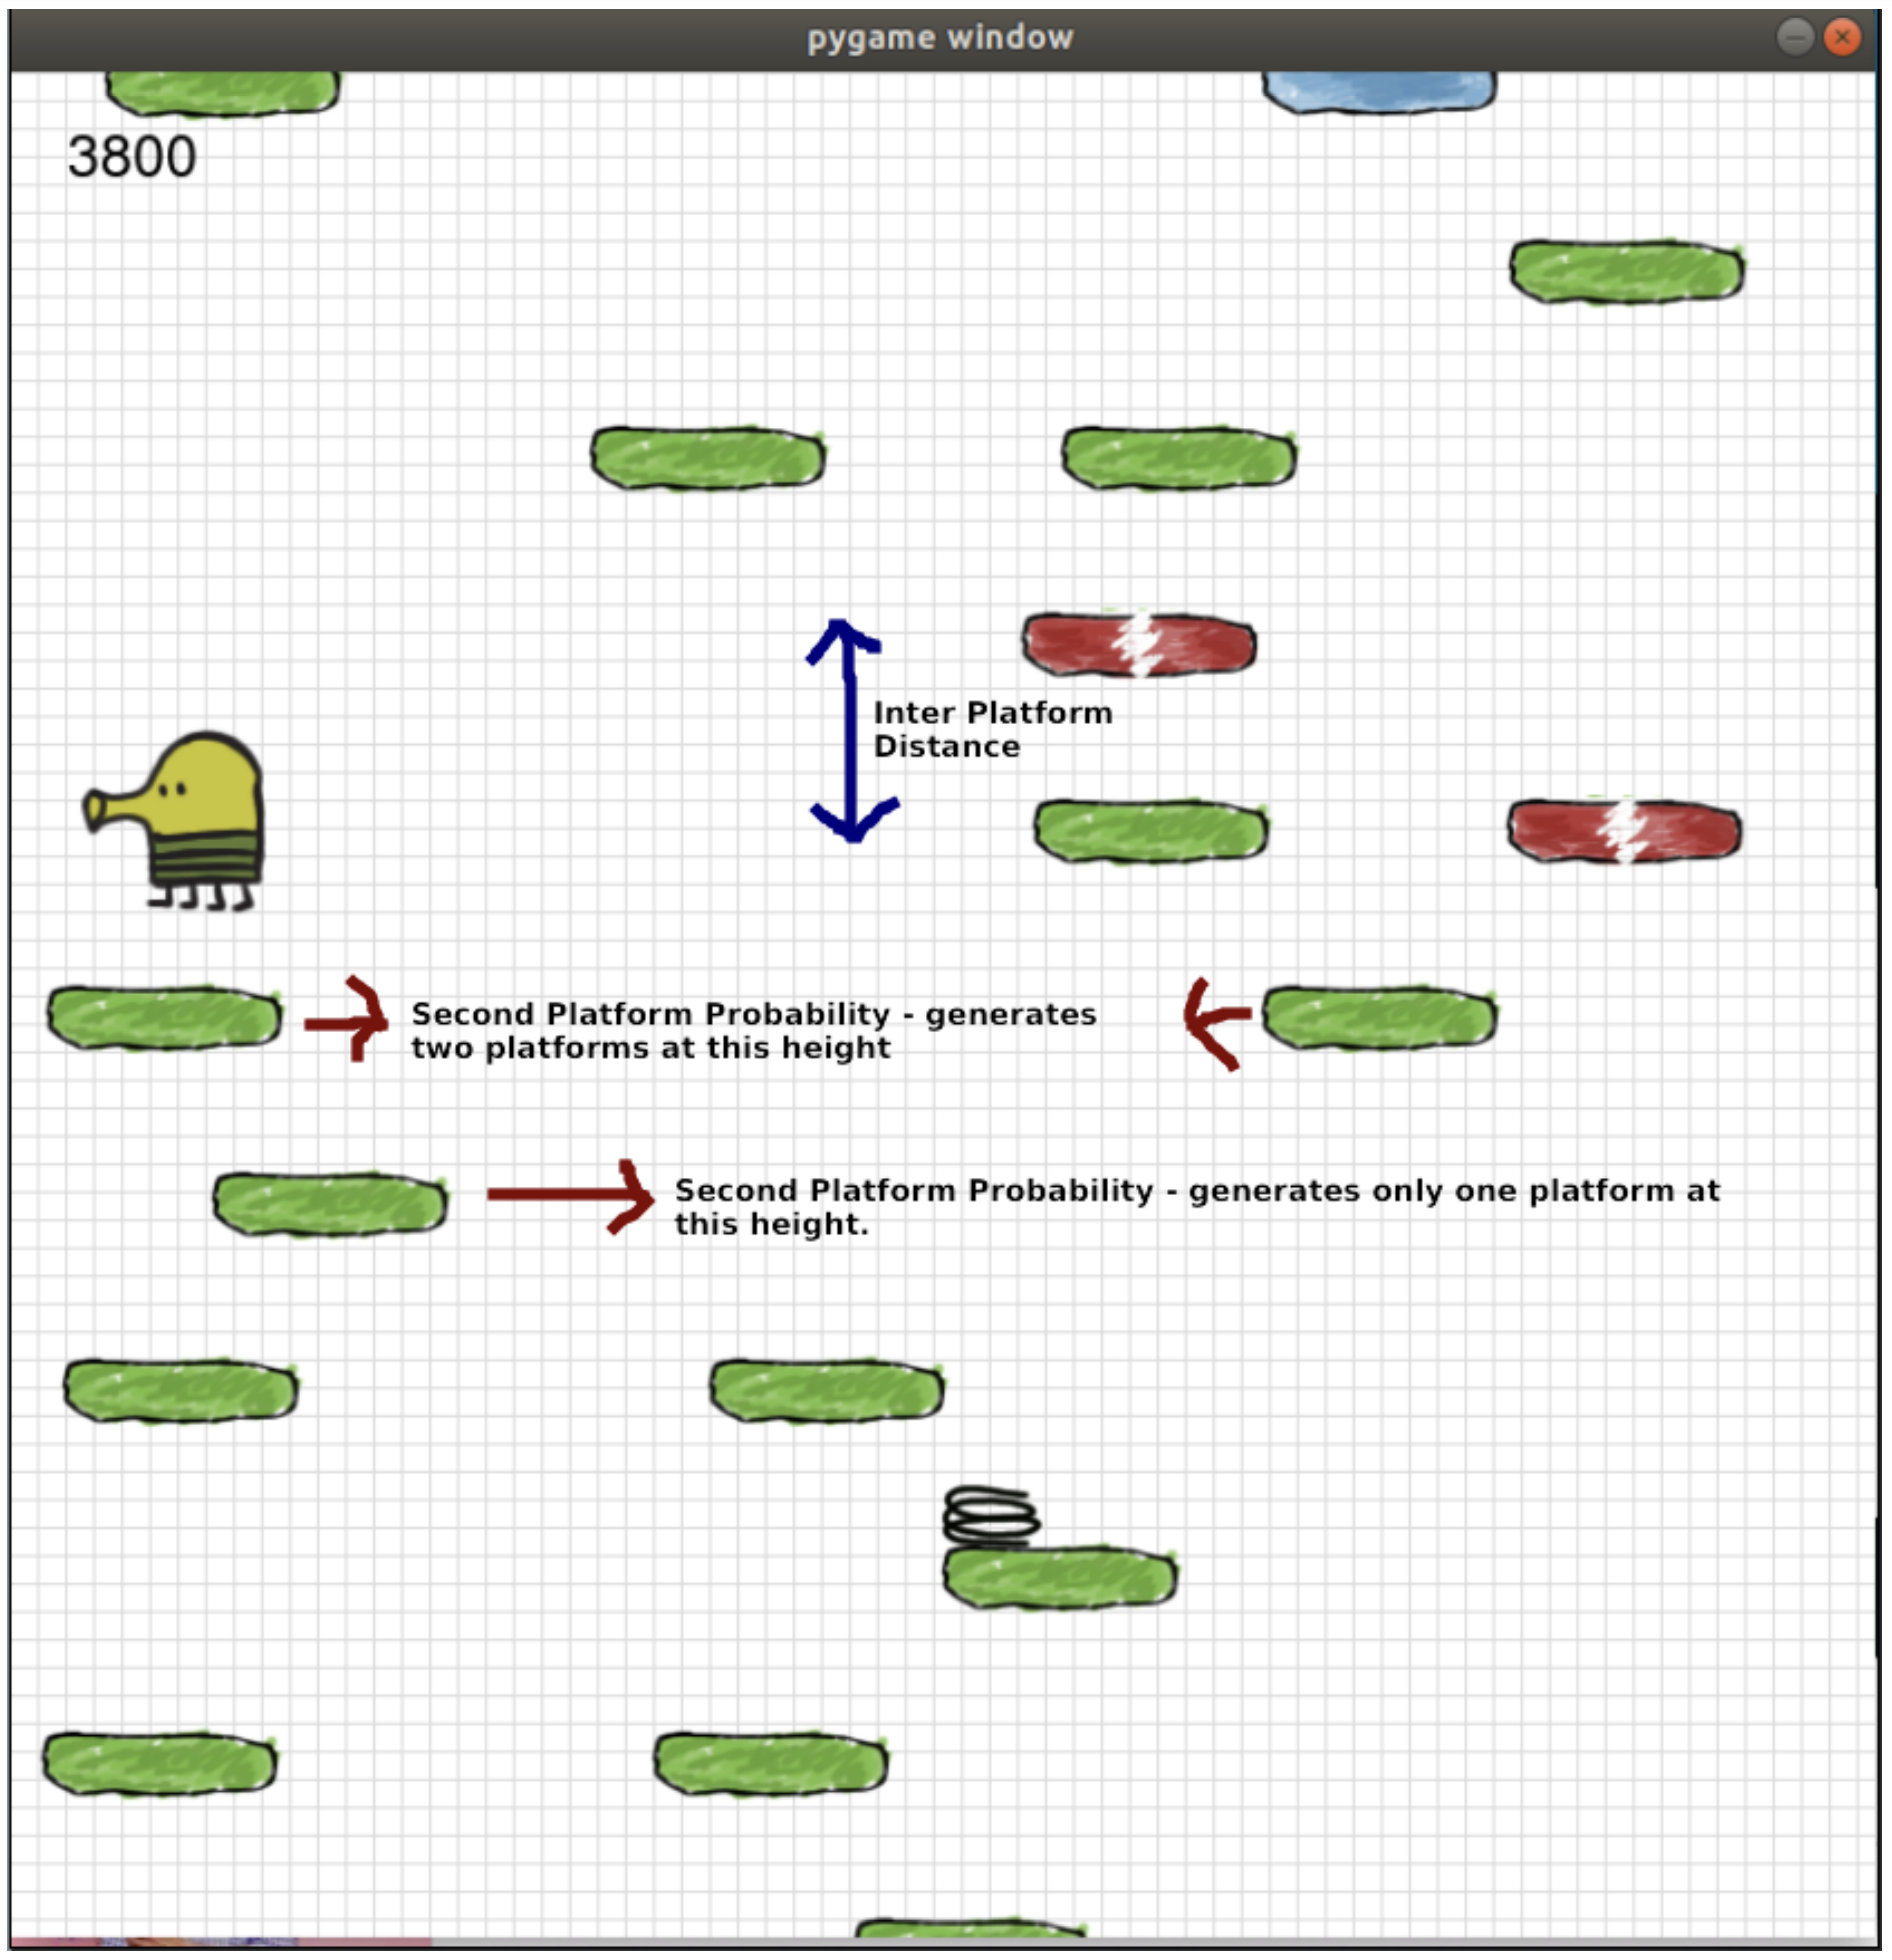 pygame window
3800
Inter Platform
Distance
Second Platform Probability - generates
two platforms at this height
Second Platform Probability - generates only one platform at
this height.